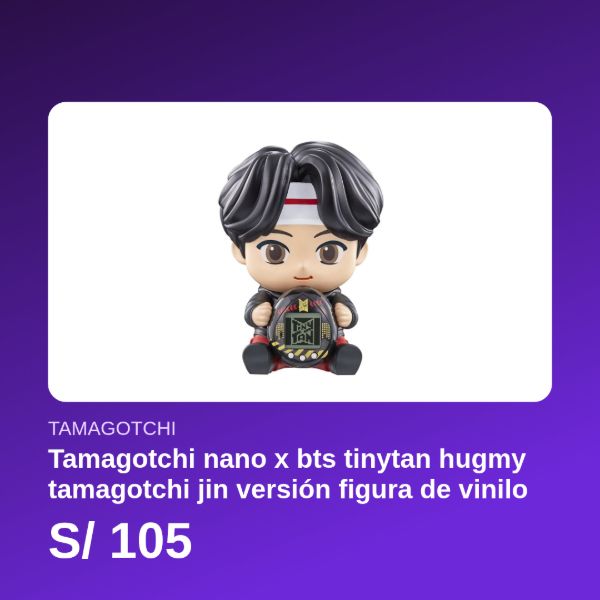 TAMAGOTCHI
Tamagotchi nano x bts tinytan hugmy
tamagotchi jin versión figura de vinilo
S/ 105